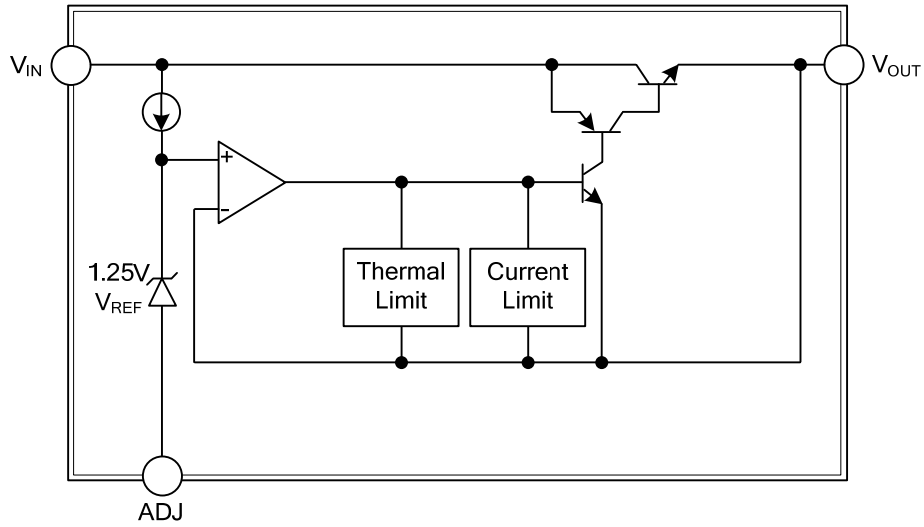 VIN
VOUT
+
-
1.25V
VREF
Thermal
Limit
Current
Limit
ADJ